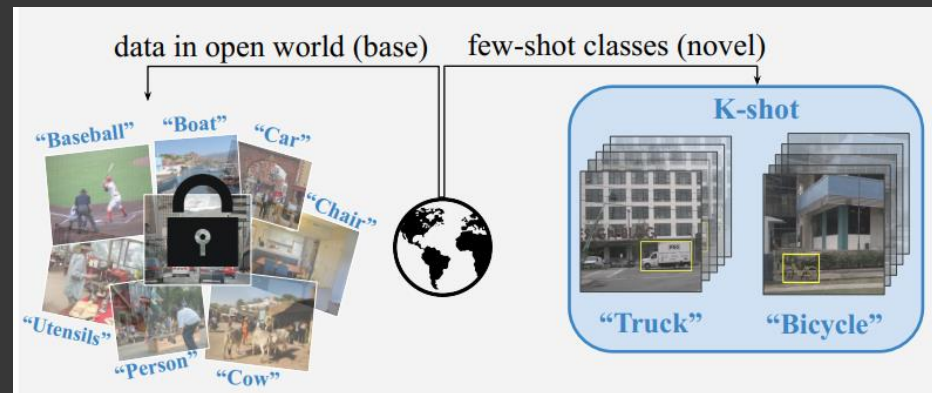 data in open world (base)
few-shot classes (novel)
“Baseball”
“Boat”
“Car”
“Chair”
“Utensils”
“Person”
“Cow”
K-shot
“Truck”
“Bicycle”